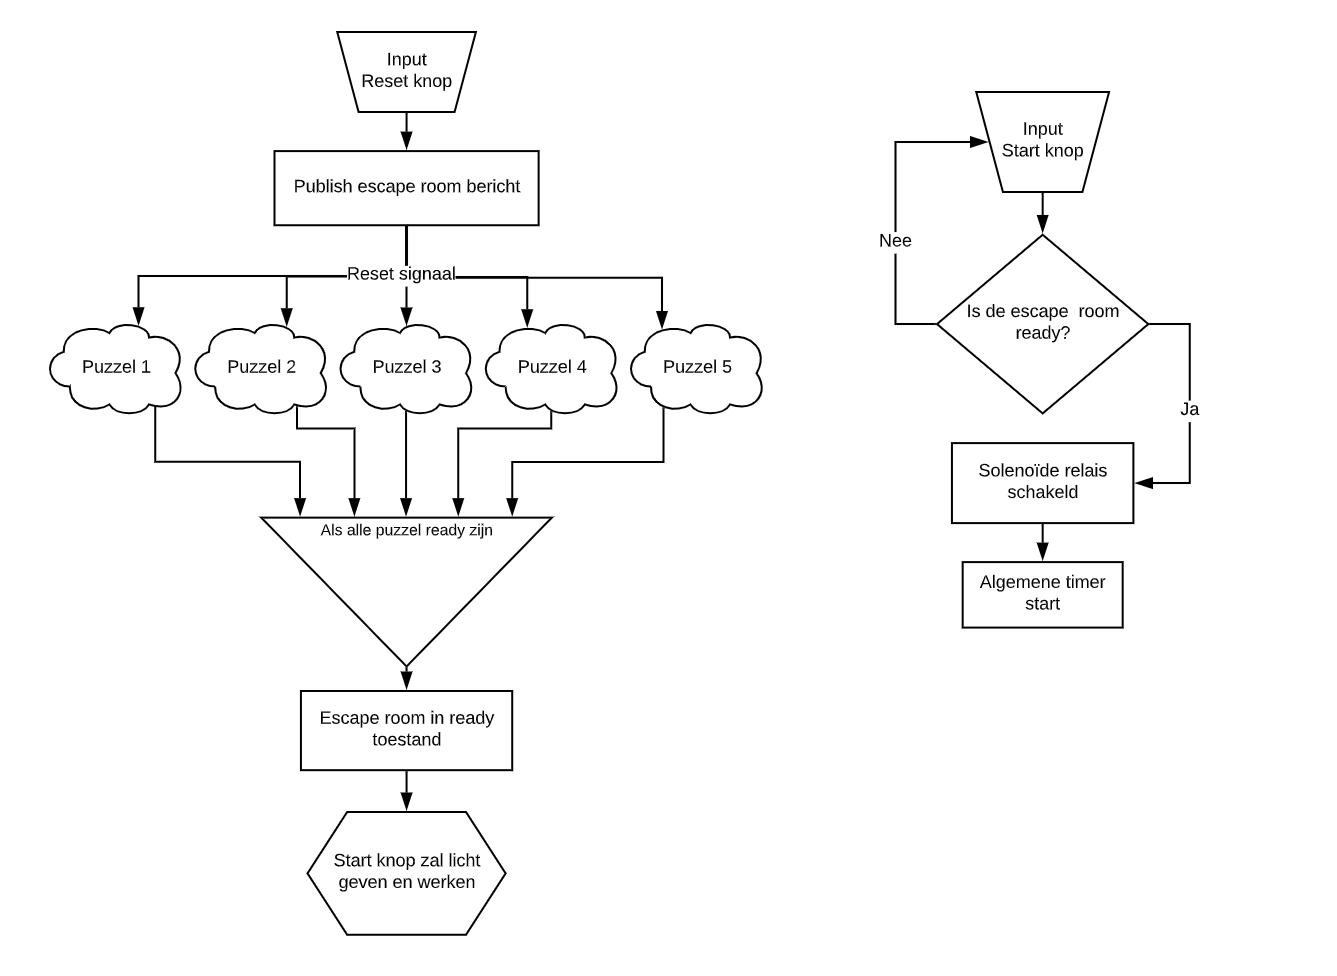 Input
Reset knop
Publish escape room bericht
Reset signaal
Puzzel 1
Puzzel 2
Puzzel 3
Puzzel 4
Puzzel 5
Als alle puzzel ready zijn
Escape room in ready
toestand
Start knop zal licht
geven en werken
Input
Start knop
Nee
Is de escape  room
ready?
Ja
Solenoïde relais
schakeld
Algemene timer
start